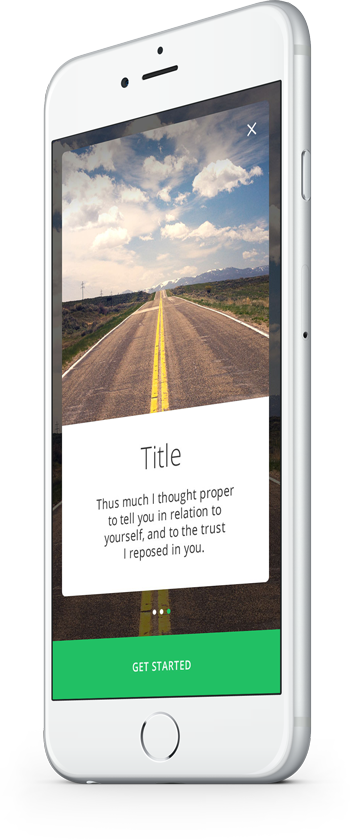 Title
Thus much I thought proper
to tell you in relation to
yourself, and to the trust
I reposed in you.
GET STARTED